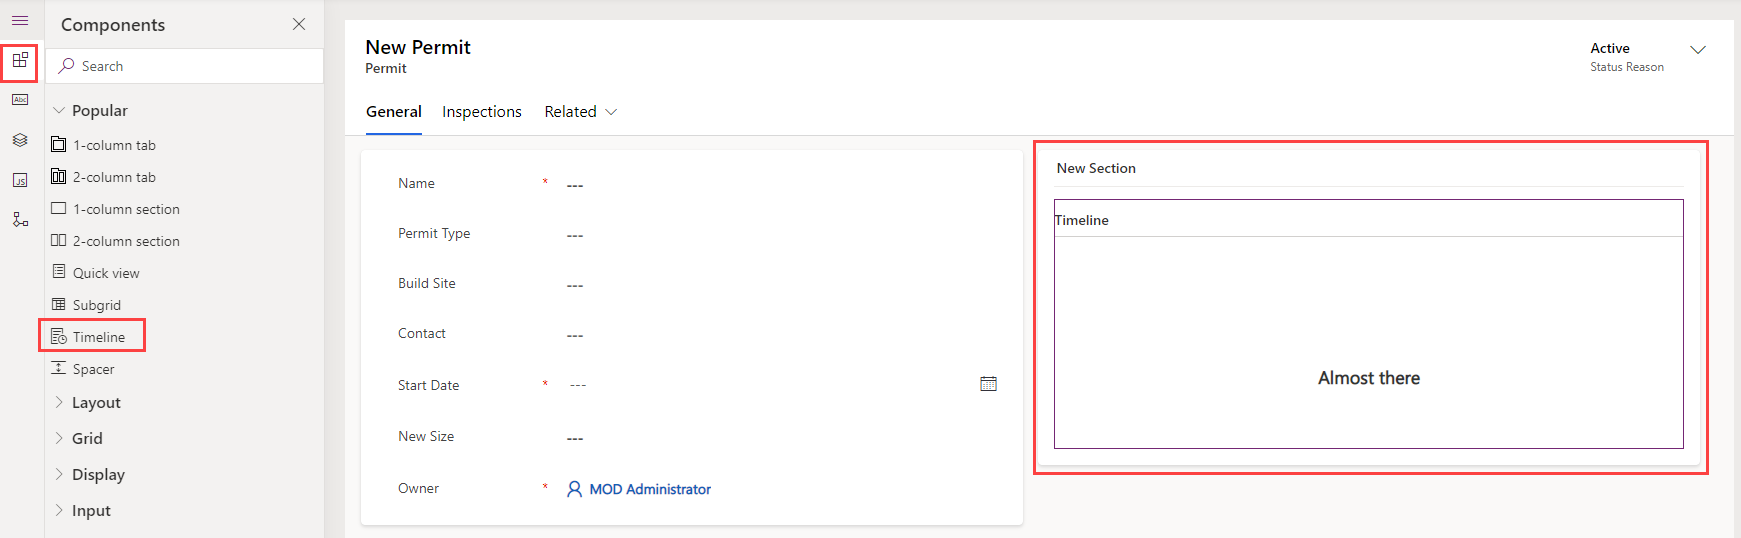 Components
Search
Abc
JS
Popular
1-column tab
2-column tab
1-column section
2-column section
Quick view
Subgrid
Timeline
Spacer
Layout
Grid
Display
Input
New Permit
Permit
Active
Status Reason
General Inspections Related
Name * ---
Permit Type ---
Build Site ---
Contact ---
Start Date * ---
New Size ---
Owner * MOD Administrator
New Section
Timeline
Almost there